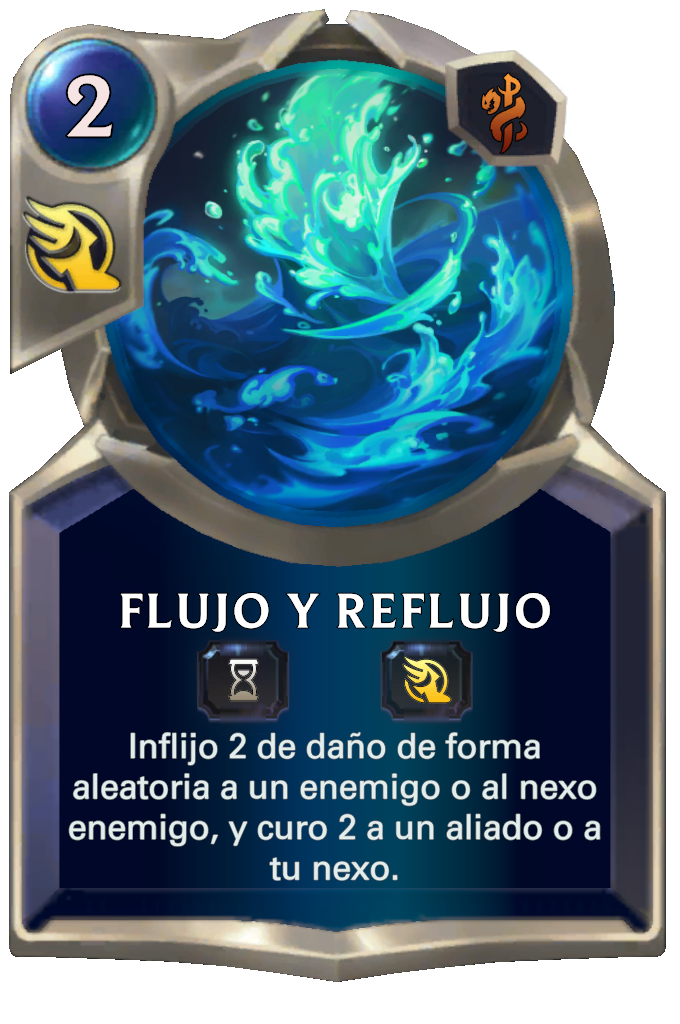 2
FLUJO Y REFLUJO
Inflijo 2 de daño de forma
aleatoria a un enemigo o al nexo
enemigo, y curo 2 a un aliado o a
tu nexo.